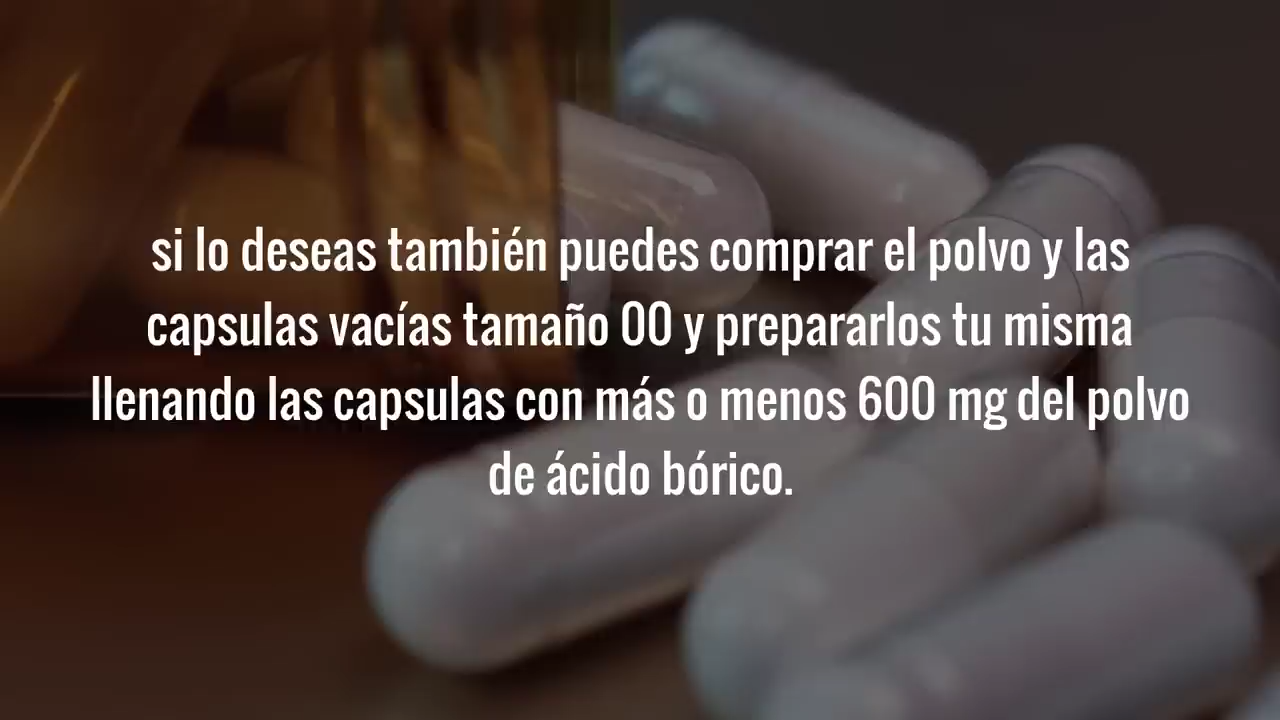 si lo deseas también puedes comprar el polvo y las
capsulas vacías tamaño 00 y prepararlos tu misma
llenando las capsulas con más o menos 600 mg del polvo
de ácido bórico.